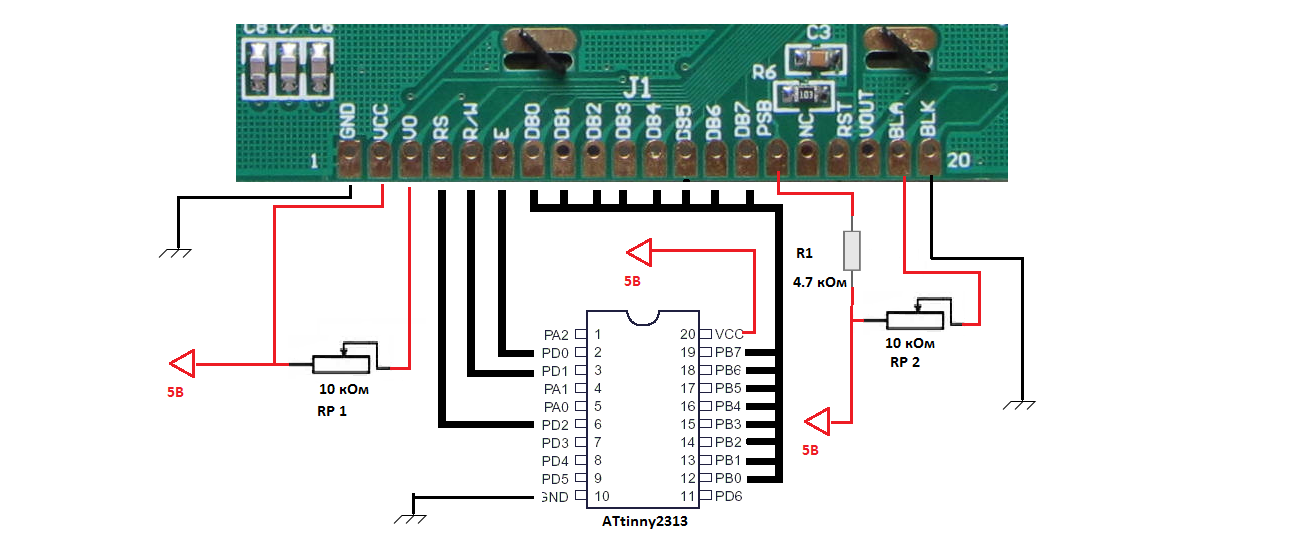 C8 C7 C6
C3
R6
103
J1
GND VCC VO RS R/W E DB0 DB1 DB2 DB3 DB4 DB5 DB6 DB7 PSB NC RST VOUT BLA BLK
1
20
R1
4.7 кОм
5В
10 кОм
RP 1
5В
10 кОм
RP 2
5В
PA2 1 20 VCC
PD0 2 19 PB7
PD1 3 18 PB6
PA1 4 17 PB5
PA0 5 16 PB4
PD2 6 15 PB3
PD3 7 14 PB2
PD4 8 13 PB1
PD5 9 12 PB0
GND 10 11 PD6
ATtinny2313